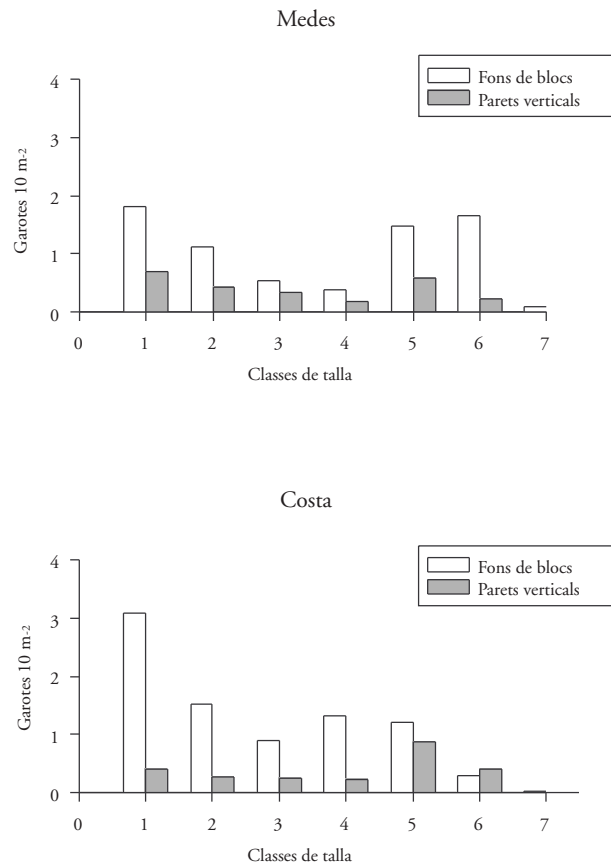 Medes
Fons de blocs
Parets verticals
4
3
2
1
0
Garotes 10 m-2
0 1 2 3 4 5 6 7
Classes de talla
Costa
Fons de blocs
Parets verticals
4
3
2
1
0
Garotes 10 m-2
0 1 2 3 4 5 6 7
Classes de talla